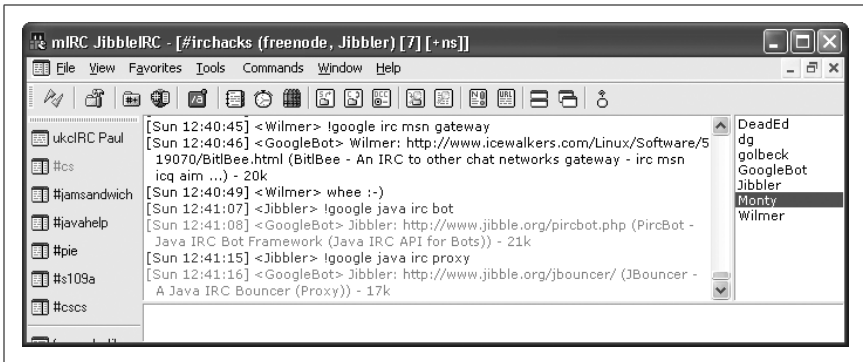 mIRC JibbleIRC - [#irchacks (freenode, Jibbler) [7] [+ns]]
File View Favorites Tools Commands Window Help
ukcIRC Paul
#cs
#jamsandwich
#javahelp
#pie
#s109a
#cscs
[Sun 12:40:45] <Wilmer> !google irc msn gateway
[Sun 12:40:46] <GoogleBot> Wilmer: http://www.icewalkers.com/Linux/Software/5
19070/BitlBee.html (BitlBee - An IRC to other chat networks gateway - irc msn
icq aim ...) - 20k
[Sun 12:40:49] <Wilmer> whee :-)
[Sun 12:41:07] <Jibbler> !google java irc bot
[Sun 12:41:08] <GoogleBot> Jibbler: http://www.jibble.org/pircbot.php (PircBot -
Java IRC Bot Framework (Java IRC API for Bots)) - 21k
[Sun 12:41:15] <Jibbler> !google java irc proxy
[Sun 12:41:16] <GoogleBot> Jibbler: http://www.jibble.org/jbouncer/ (JBouncer -
A Java IRC Bouncer (Proxy)) - 17k
DeadEd
dg
golbeck
GoogleBot
Jibbler
Monty
Wilmer